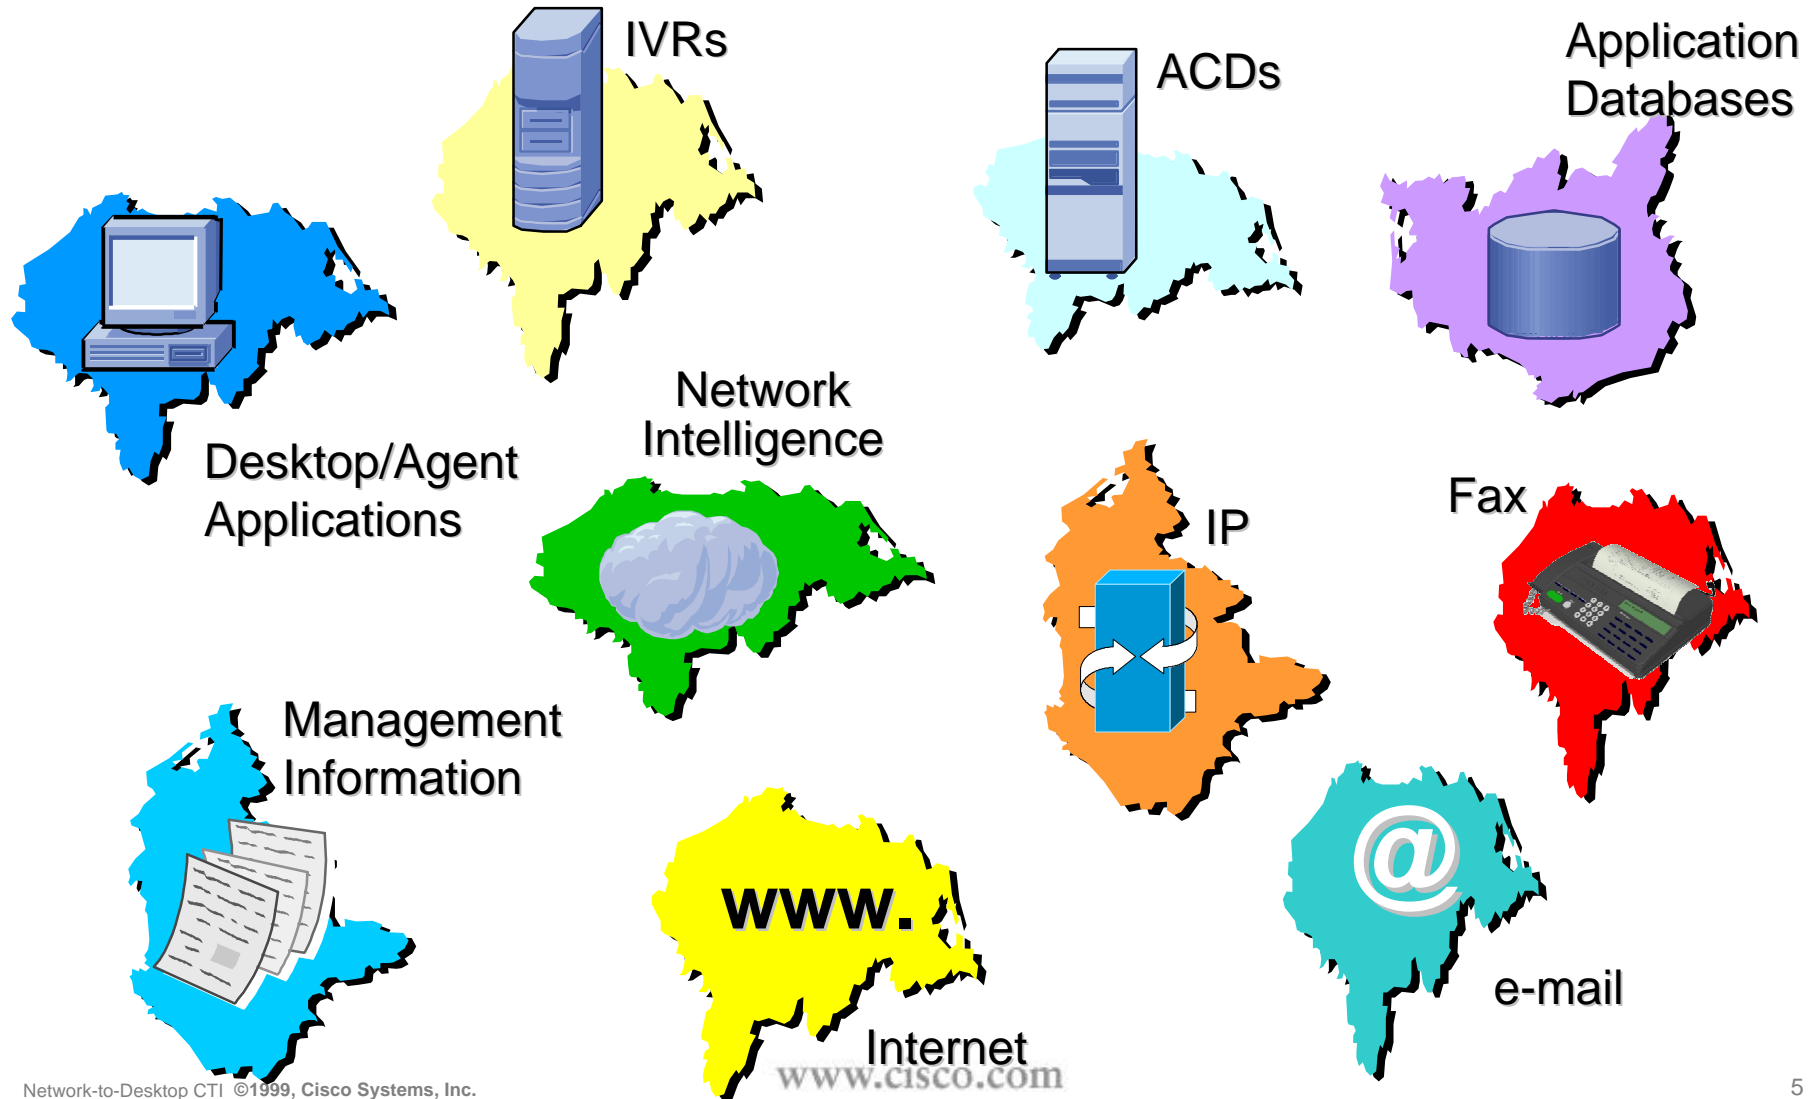 IVRs
ACDs
Application
Databases
Desktop/Agent
Applications
Network
Intelligence
IP
Fax
Management
Information
www.
@
e-mail
Internet
www.cisco.com
Network-to-Desktop CTI ©1999, Cisco Systems, Inc.
5